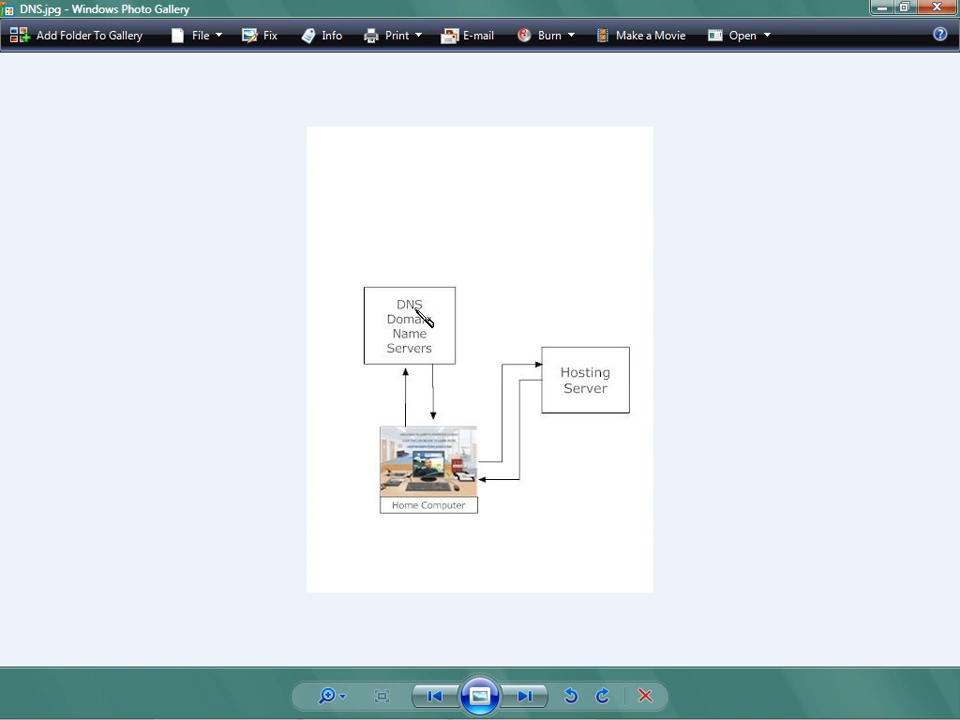 DNS.jpg - Windows Photo Gallery
Add Folder To Gallery File Fix Info Print E-mail Burn Make a Movie Open
DNS
Domain
Name
Servers
Hosting
Server
Home Computer